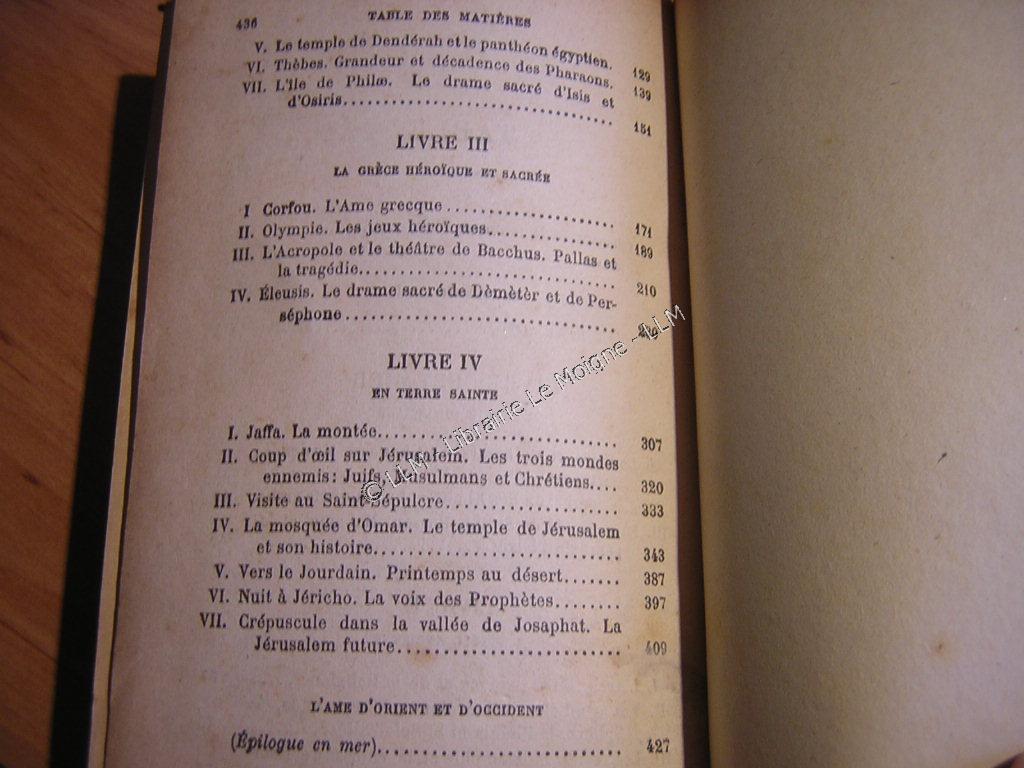 436 TABLE DES MATIÈRES
V. Le temple de Dendérah et le panthéon égyptien. 129
VI. Thèbes. Grandeur et décadence des Pharaons. 139
VII. L'île de Philæ. Le drame sacré d'Isis et
d'Osiris 151
LIVRE III
LA GRÈCE HÉROÏQUE ET SACRÉE
I Corfou. L'Ame grecque 171
II. Olympie. Les jeux héroïques 189
III. L'Acropole et le théâtre de Bacchus. Pallas et
la tragédie 210
IV. Éleusis. Le drame sacré de Dèmètèr et de Per-
séphone
LIVRE IV
EN TERRE SAINTE
I. Jaffa. La montée 307
II. Coup d'œil sur Jérusalem. Les trois mondes
ennemis: Juifs, Musulmans et Chrétiens 320
III. Visite au Saint-Sépulcre 333
IV. La mosquée d'Omar. Le temple de Jérusalem
et son histoire 343
V. Vers le Jourdain. Printemps au désert 387
VI. Nuit à Jéricho. La voix des Prophètes 397
VII. Crépuscule dans la vallée de Josaphat. La
Jérusalem future 409
L'AME D'ORIENT ET D'OCCIDENT
(Épilogue en mer) 427
© LLM - Librairie Le Moigne - LLM